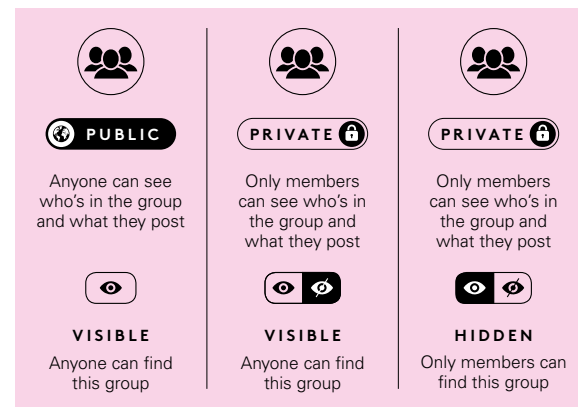 PUBLIC
Anyone can see
who's in the group
and what they post
VISIBLE
Anyone can find
this group
PRIVATE
Only members
can see who's in
the group and
what they post
VISIBLE
Anyone can find
this group
PRIVATE
Only members
can see who's in
the group and
what they post
HIDDEN
Only members can
find this group